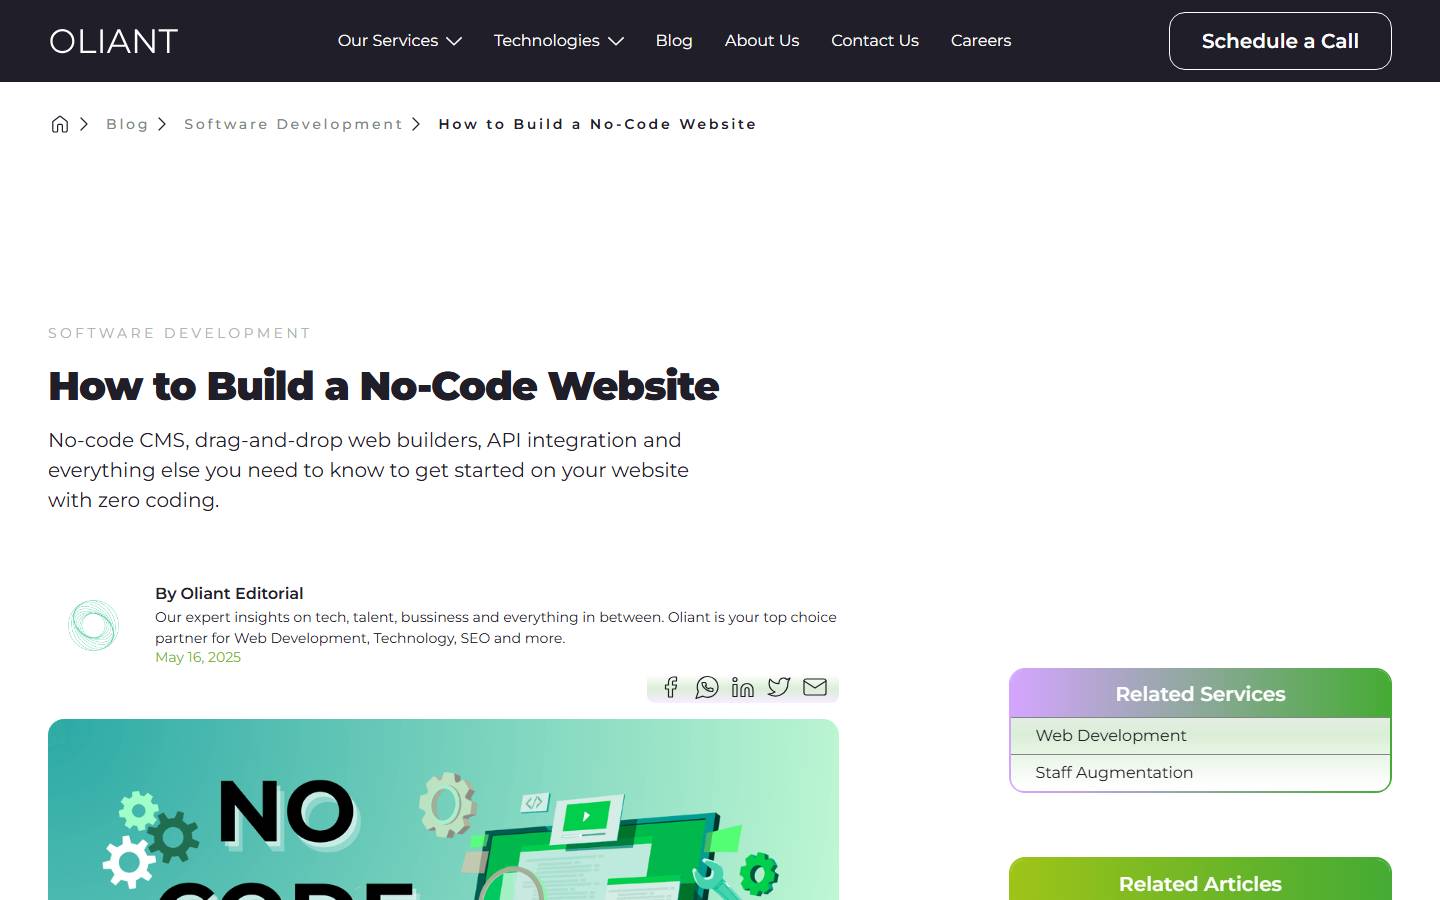 OLIANT
Our Services
Technologies
Blog
About Us
Contact Us
Careers
Schedule a Call
Blog
Software Development
How to Build a No-Code Website
SOFTWARE DEVELOPMENT
How to Build a No-Code Website
No-code CMS, drag-and-drop web builders, API integration and
everything else you need to know to get started on your website
with zero coding.
By Oliant Editorial
Our expert insights on tech, talent, bussiness and everything in between. Oliant is your top choice
partner for Web Development, Technology, SEO and more.
May 16, 2025
Related Services
Web Development
Staff Augmentation
NO
CODE
</>
Related Articles